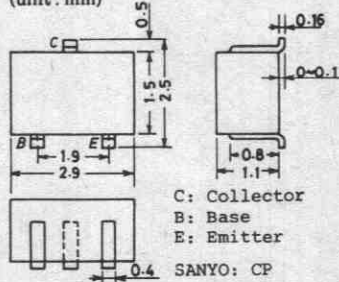 (unit: mm)
C
0.5
0.16
1.5
2.5
0~0.1
B
E
1.9
2.9
0.8
1.1
C: Collector
B: Base
E: Emitter
0.4
SANYO: CP